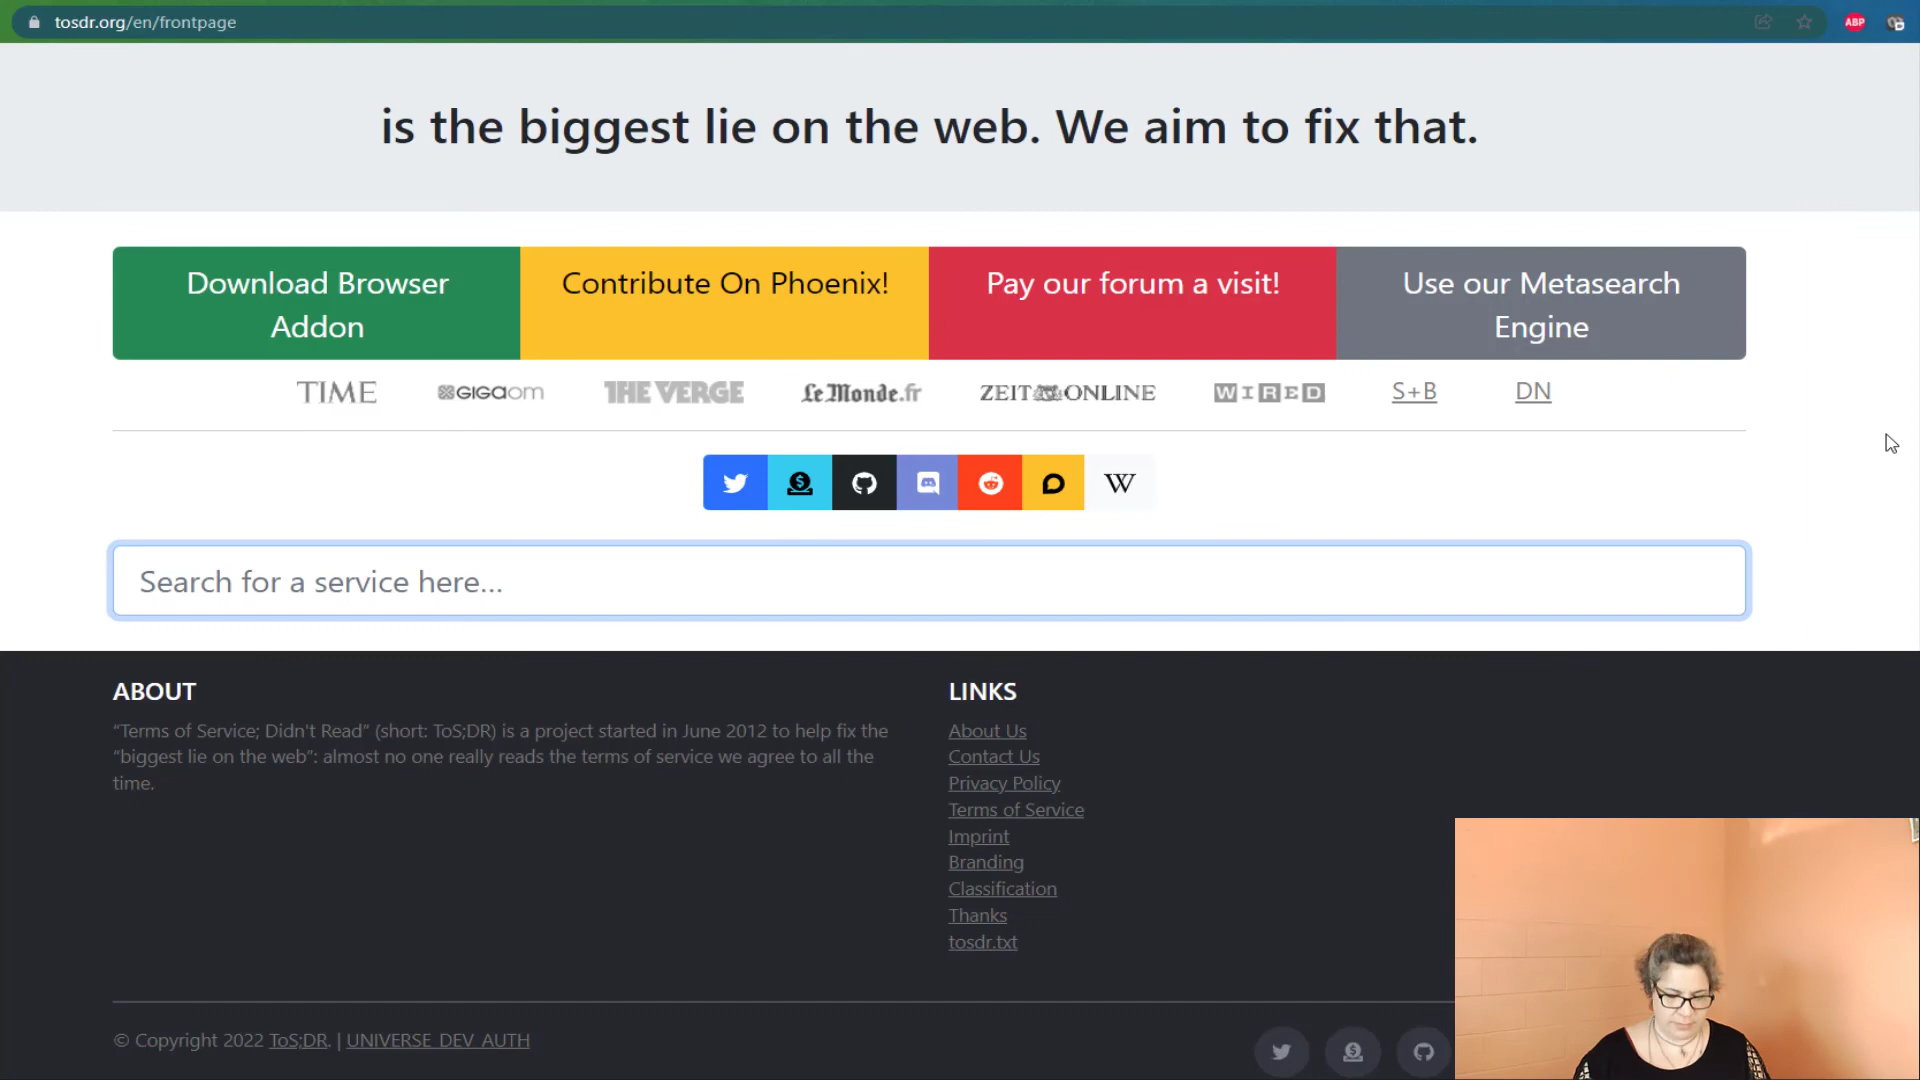 tosdr.org/en/frontpage
ABP
is the biggest lie on the web. We aim to fix that.
Download Browser
Addon
Contribute On Phoenix!
Pay our forum a visit!
Use our Metasearch
Engine
TIME
GIGAOM
THE VERGE
Le Monde.fr
ZEIT ONLINE
WIRED
S+B
DN
W
Search for a service here...
ABOUT
“Terms of Service; Didn't Read” (short: ToS;DR) is a project started in June 2012 to help fix the
“biggest lie on the web”: almost no one really reads the terms of service we agree to all the
time.
LINKS
About Us
Contact Us
Privacy Policy
Terms of Service
Imprint
Branding
Classification
Thanks
tosdr.txt
© Copyright 2022 ToS;DR. | UNIVERSE_DEV_AUTH